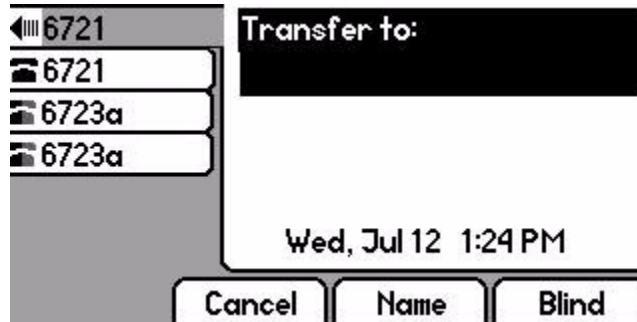 6721
Transfer to:
6721
6723a
6723a
Wed, Jul 12 1:24 PM
Cancel
Name
Blind